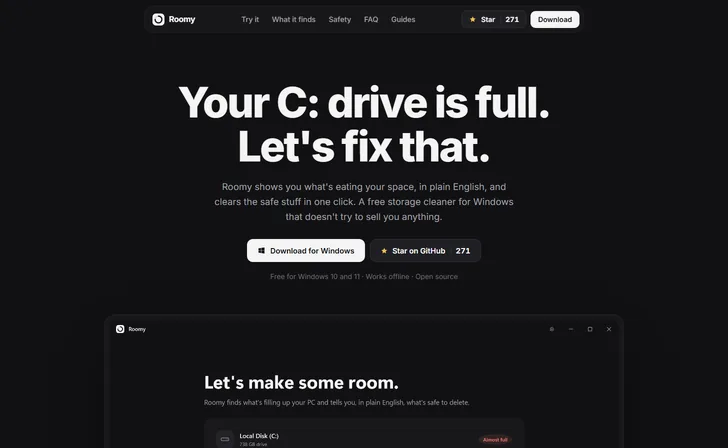 Roomy Try it What it finds Safety FAQ Guides Star 271 Download
Your C: drive is full.
Let's fix that.
Roomy shows you what's eating your space, in plain English, and
clears the safe stuff in one click. A free storage cleaner for Windows
that doesn't try to sell you anything.
Download for Windows Star on GitHub 271
Free for Windows 10 and 11 · Works offline · Open source
Roomy
Let's make some room.
Roomy finds what's filling up your PC and tells you, in plain English, what's safe to delete.
Local Disk (C:) Almost full
738 GB drive